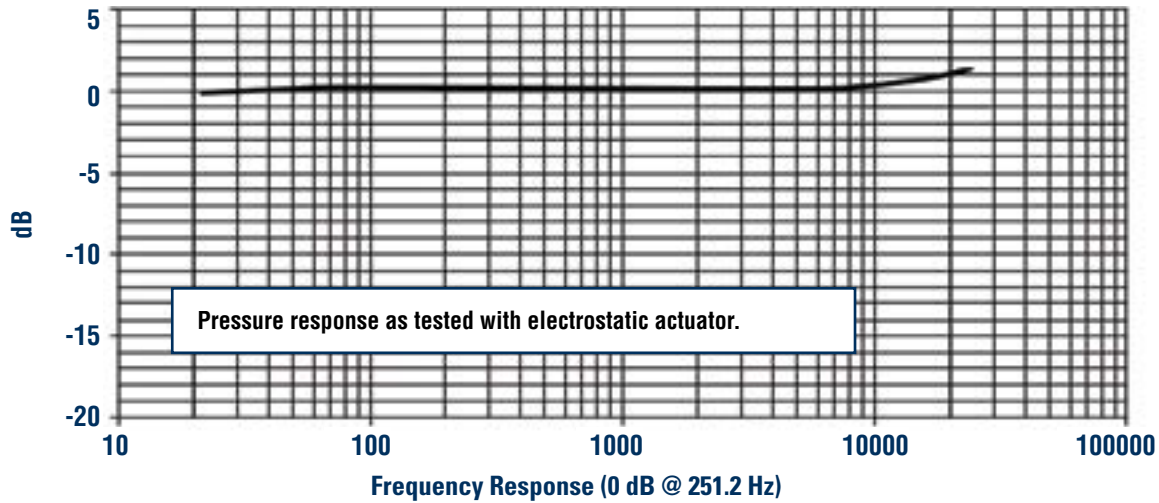 5
0
-5
-10
-15
-20
dB
Pressure response as tested with electrostatic actuator.
10 100 1000 10000 100000
Frequency Response (0 dB @ 251.2 Hz)